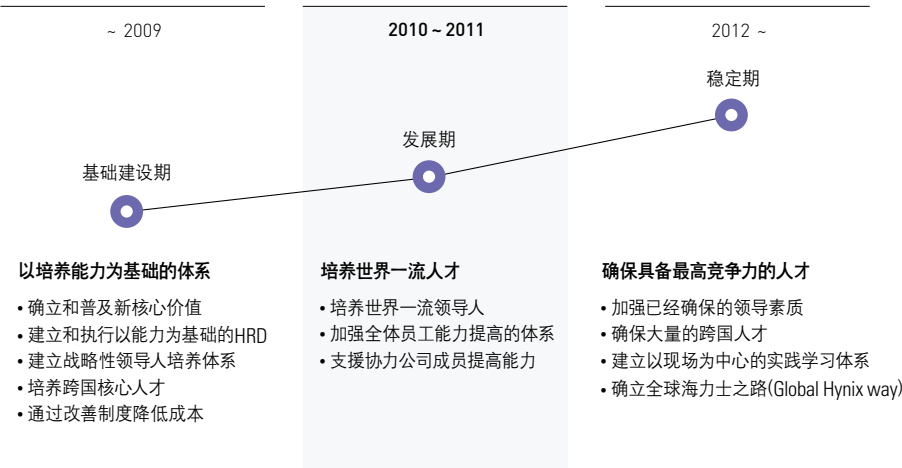 ~ 2009
基础建设期
以培养能力为基础的体系
• 确立和普及新核心价值
• 建立和执行以能力为基础的HRD
• 建立战略性领导人培养体系
• 培养跨国核心人才
• 通过改善制度降低成本
2010 ~ 2011
发展期
培养世界一流人才
• 培养世界一流领导人
• 加强全体员工能力提高的体系
• 支援协力公司成员提高能力
2012 ~
稳定期
确保具备最高竞争力的人才
• 加强已经确保的领导素质
• 确保大量的跨国人才
• 建立以现场为中心的实践学习体系
• 确立全球海力士之路(Global Hynix way)